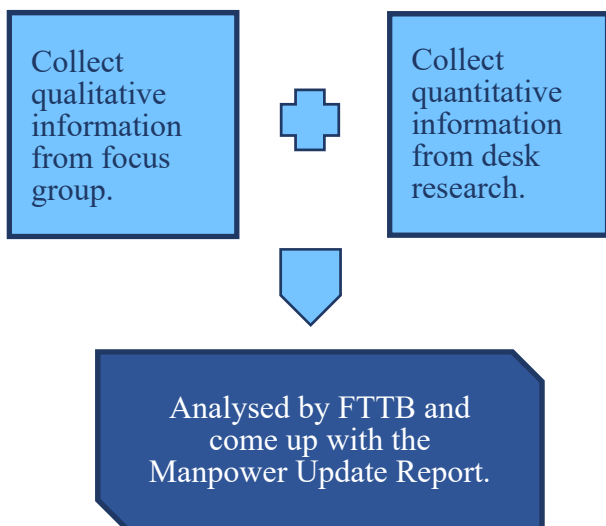 Collect
qualitative
information
from focus
group.
Collect
quantitative
information
from desk
research.
Analysed by FTTB and
come up with the
Manpower Update Report.